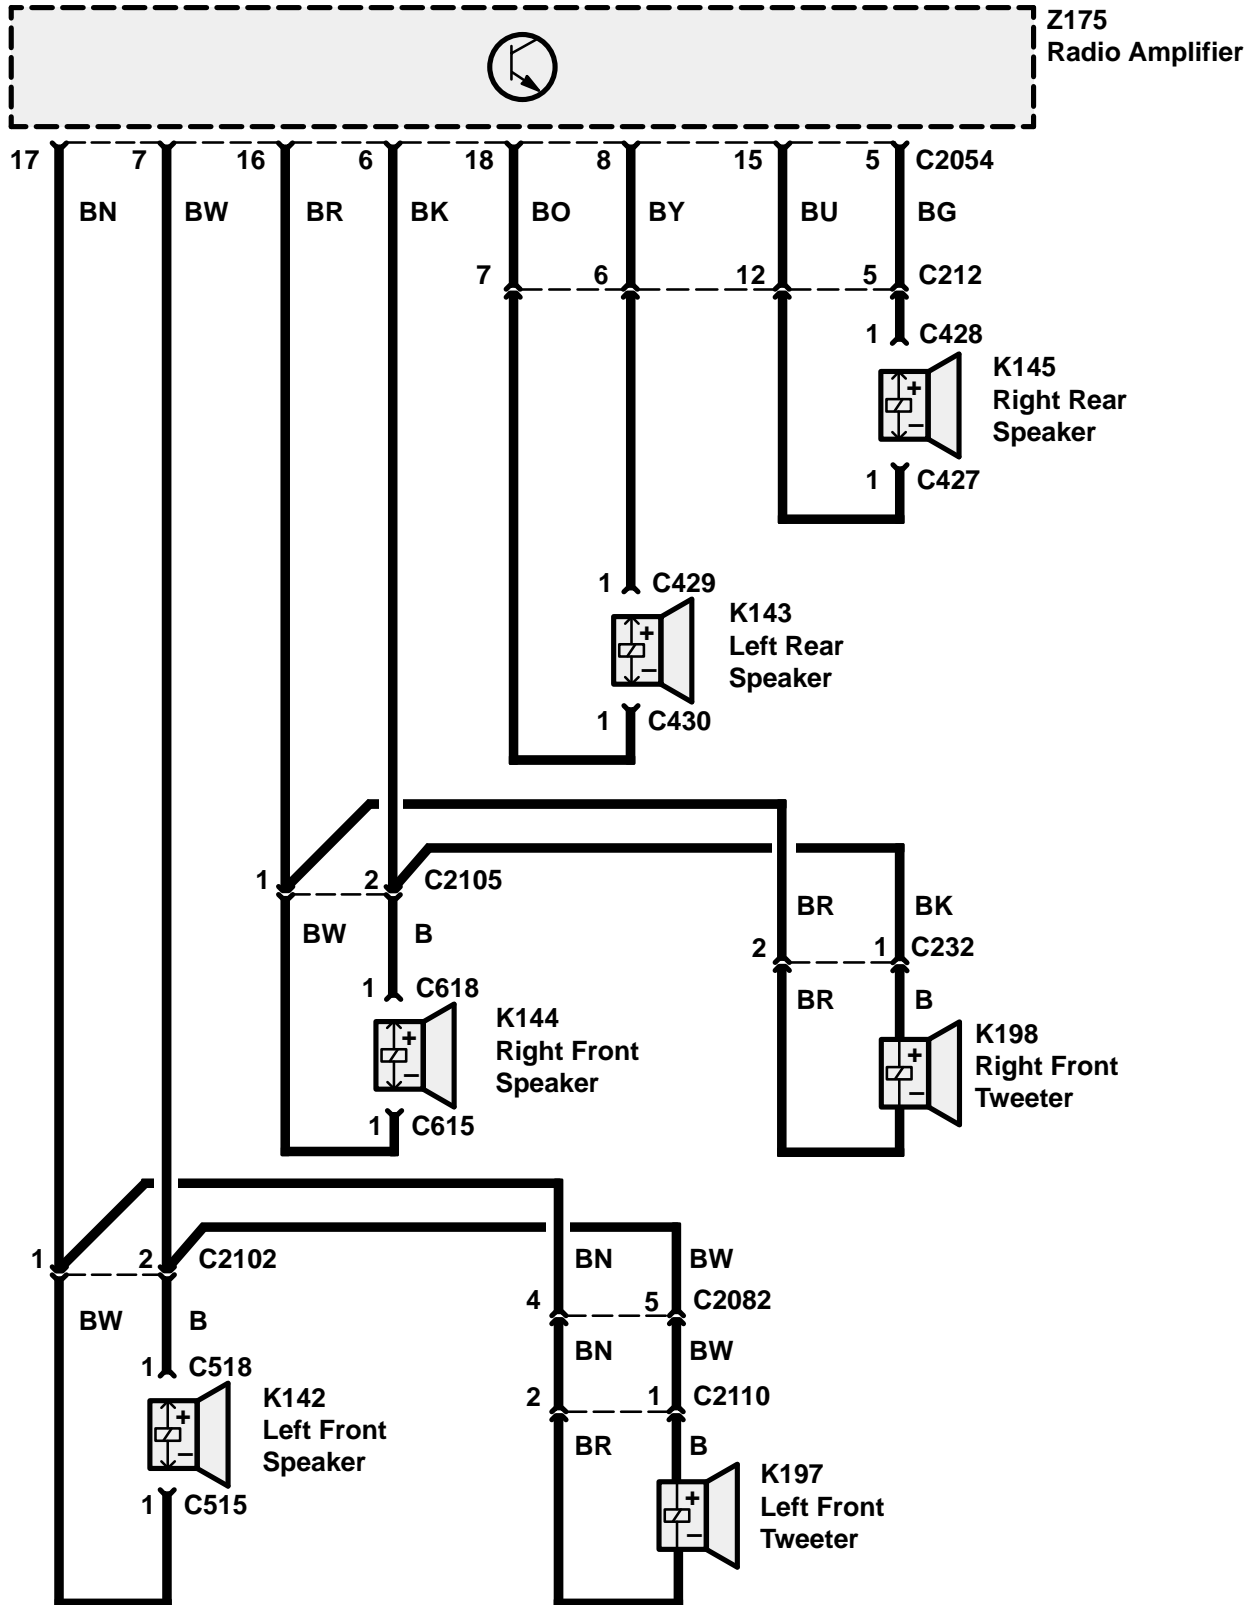 Z175
Radio Amplifier
17 7 16 6 18 8 15 5 C2054
BN BW BR BK BO BY BU BG
7 6 12 5 C212
1 C428
K145
Right Rear
Speaker
+
−
1 C427
1 C429
K143
Left Rear
Speaker
+
−
1 C430
1 2 C2105
BR BK
BW B
2 1 C232
1 C618
BR B
K144
Right Front
Speaker
+
−
K198
Right Front
Tweeter
+
−
1 C615
1 2 C2102
BN BW
4 5 C2082
BW B
BN BW
1 C518
2 1 C2110
K142
Left Front
Speaker
+
−
BR B
K197
Left Front
Tweeter
+
−
1 C515